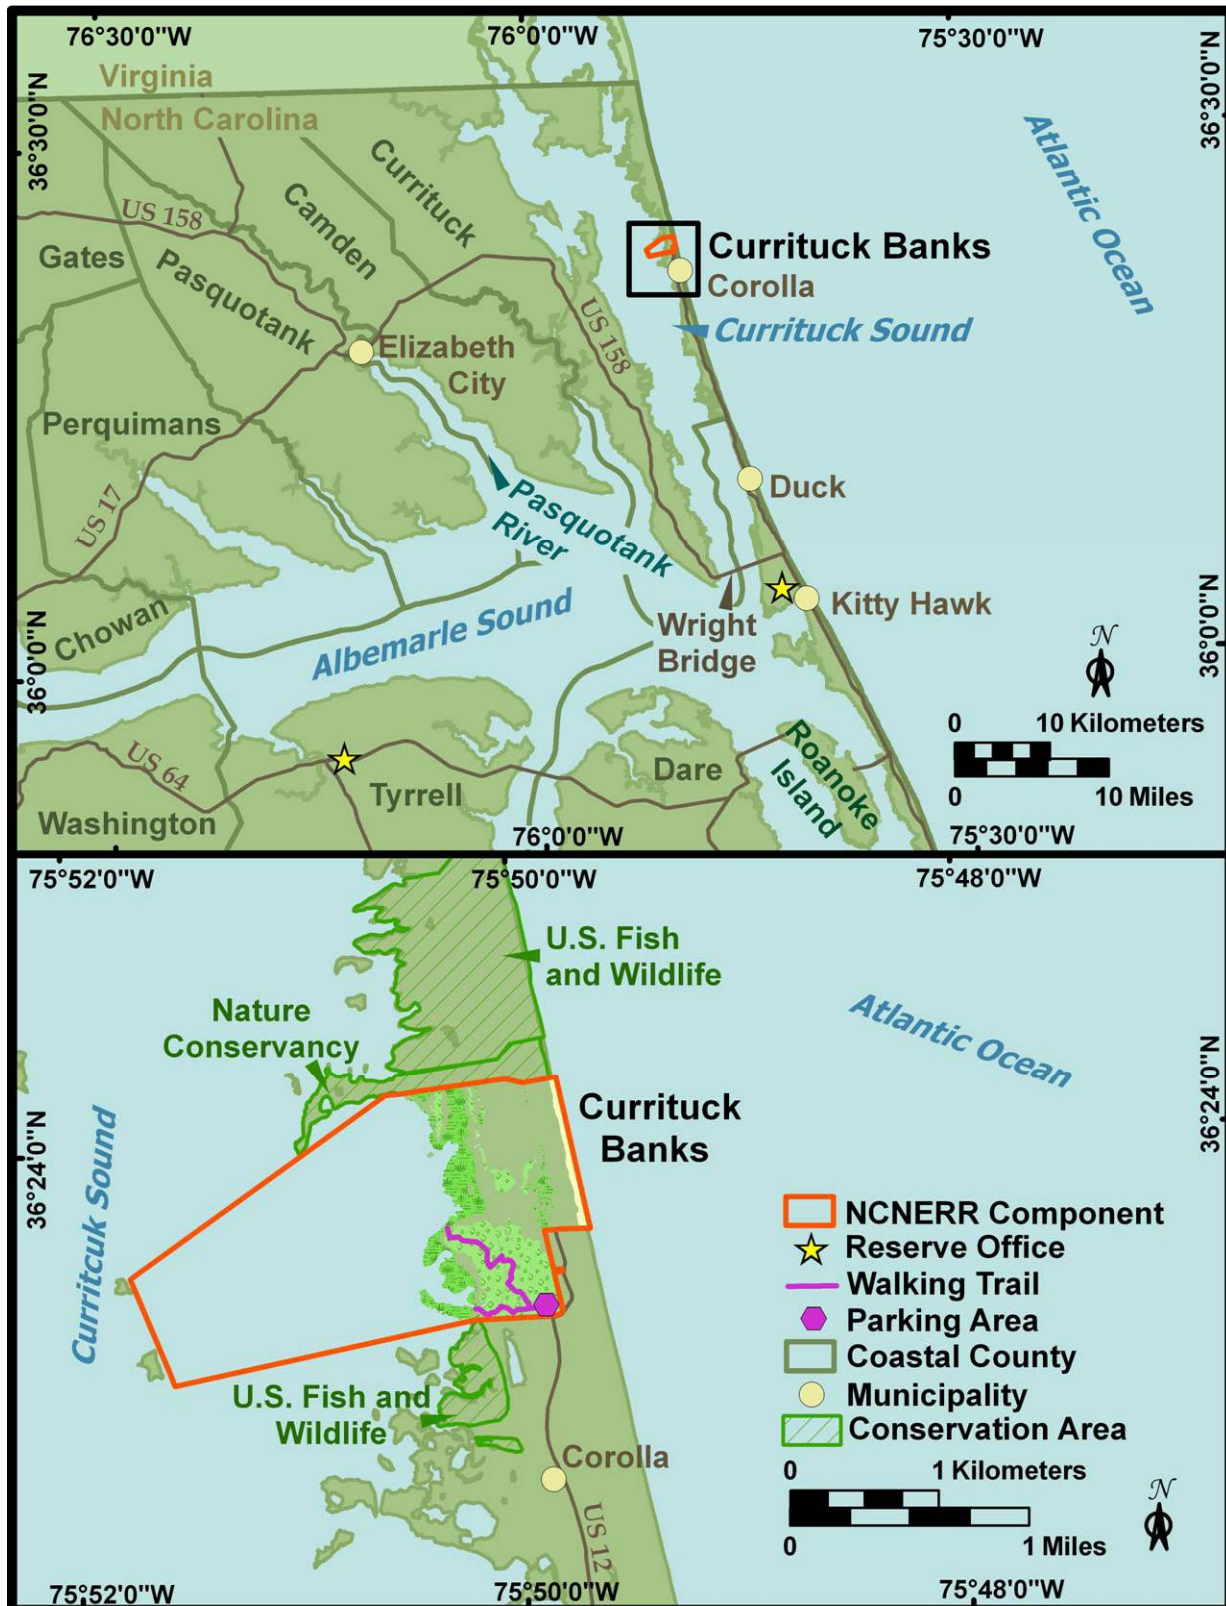 76°30'0"W
76°0'0"W
75°30'0"W
36°30'0"N
36°30'0"N
Virginia
North Carolina
Atlantic Ocean
Currituck
Camden
US 158
Gates
Pasquotank
Currituck Banks
Corolla
US 158
Currituck Sound
Elizabeth
City
Perquimans
US 17
Duck
Pasquotank
River
Kitty Hawk
Chowan
Albemarle Sound
Wright
Bridge
36°0'0"N
36°0'0"N
N
0 10 Kilometers
0 10 Miles
Roanoke
Island
US 64
Dare
Tyrrell
Washington
76°0'0"W
75°30'0"W
75°52'0"W
75°50'0"W
75°48'0"W
U.S. Fish
and Wildlife
Nature
Conservancy
Atlantic Ocean
Currituck
Banks
36°24'0"N
36°24'0"N
Curritcuk Sound
NCNERR Component
Reserve Office
Walking Trail
Parking Area
Coastal County
Municipality
Conservation Area
U.S. Fish and
Wildlife
Corolla
US 12
0 1 Kilometers
0 1 Miles
N
75°52'0"W
75°50'0"W
75°48'0"W